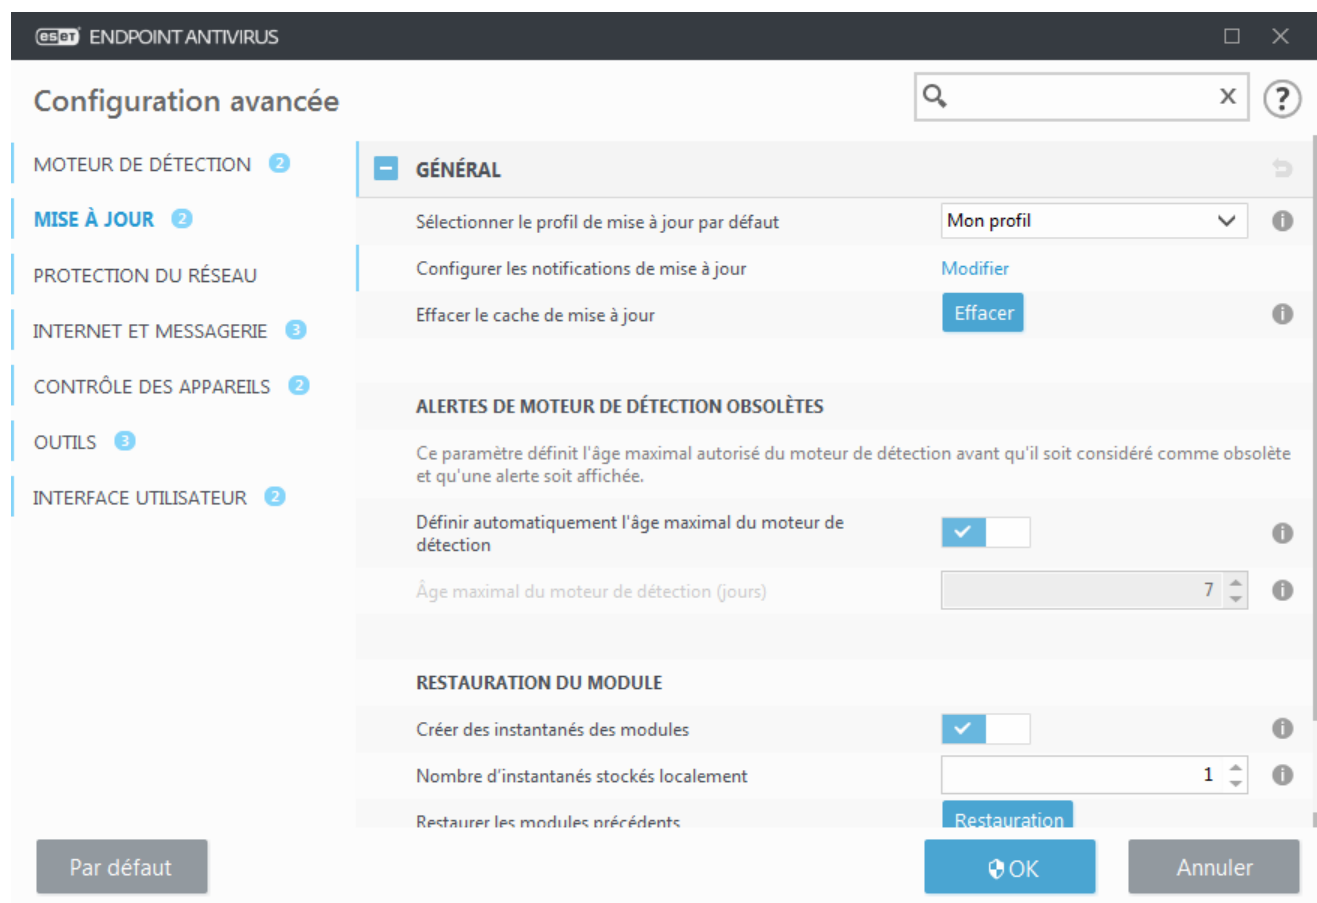 eset ENDPOINT ANTIVIRUS
Configuration avancée
MOTEUR DE DÉTECTION 2
MISE À JOUR 2
PROTECTION DU RÉSEAU
INTERNET ET MESSAGERIE 3
CONTRÔLE DES APPAREILS 2
OUTILS 3
INTERFACE UTILISATEUR 2
GÉNÉRAL
Sélectionner le profil de mise à jour par défaut
Mon profil
Configurer les notifications de mise à jour
Modifier
Effacer le cache de mise à jour
Effacer
ALERTES DE MOTEUR DE DÉTECTION OBSOLÈTES
Ce paramètre définit l'âge maximal autorisé du moteur de détection avant qu'il soit considéré comme obsolète
et qu'une alerte soit affichée.
Définir automatiquement l'âge maximal du moteur de
détection
Âge maximal du moteur de détection (jours)
7
RESTAURATION DU MODULE
Créer des instantanés des modules
Nombre d'instantanés stockés localement
1
Restaurer les modules précédents
Restauration
Par défaut
OK
Annuler